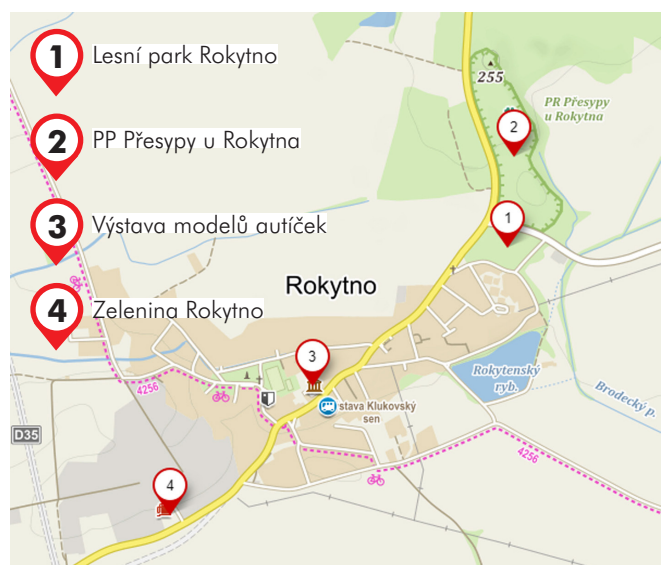 1 Lesní park Rokytno
2 PP Přesypy u Rokytna
3 Výstava modelů autíček
4 Zelenina Rokytno
255
PR Přesypy
u Rokytna
2
1
Rokytno
3
Rokytenský
ryb.
Brodecký p.
stava Klukovský
sen
4256
4256
D35
4